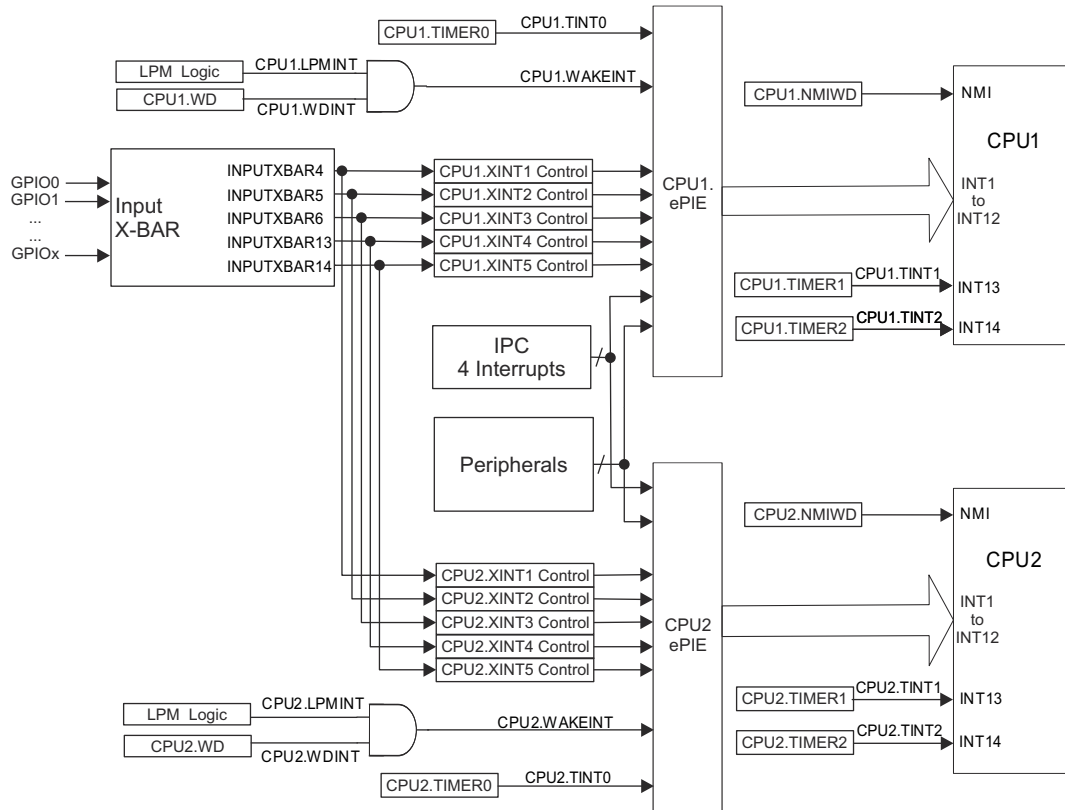 CPU1.TIMER0
CPU1.TINT0
LPM Logic
CPU1.LPMINT
CPU1.WD
CPU1.WDINT
CPU1.WAKEINT
CPU1.NMIWD
NMI
CPU1
GPIO0
GPIO1
...
...
GPIOx
Input
X-BAR
INPUTXBAR4
INPUTXBAR5
INPUTXBAR6
INPUTXBAR13
INPUTXBAR14
CPU1.XINT1 Control
CPU1.XINT2 Control
CPU1.XINT3 Control
CPU1.XINT4 Control
CPU1.XINT5 Control
CPU1.
ePIE
INT1
to
INT12
CPU1.TIMER1
CPU1.TINT1
INT13
CPU1.TIMER2
CPU1.TINT2
INT14
IPC
4 Interrupts
Peripherals
CPU2.NMIWD
NMI
CPU2
CPU2.XINT1 Control
CPU2.XINT2 Control
CPU2.XINT3 Control
CPU2.XINT4 Control
CPU2.XINT5 Control
CPU2
ePIE
INT1
to
INT12
CPU2.TIMER1
CPU2.TINT1
INT13
CPU2.TIMER2
CPU2.TINT2
INT14
LPM Logic
CPU2.LPMINT
CPU2.WD
CPU2.WDINT
CPU2.WAKEINT
CPU2.TIMER0
CPU2.TINT0